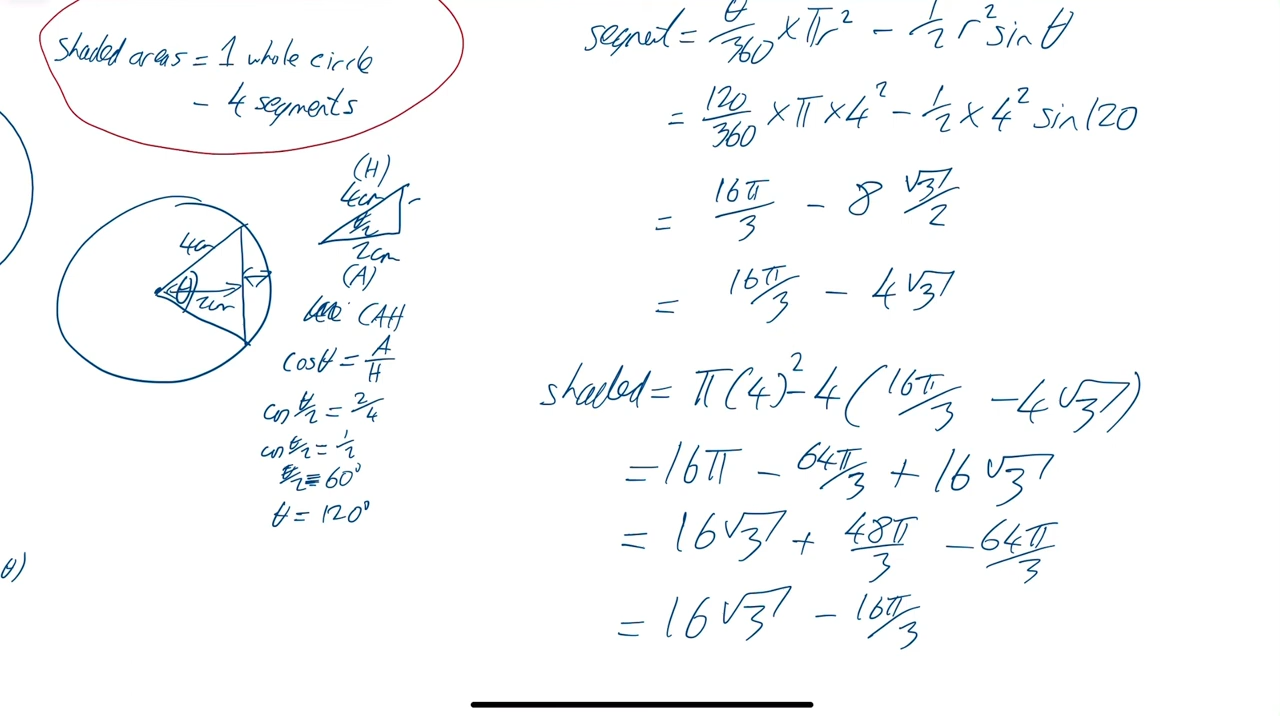 shaded areas = 1 whole circle
- 4 segments
(H)
4cm
θ/2
2cm
(A)
4cm
θ
2cm
CAH
cosθ = A/H
cos θ/2 = 2/4
cos θ/2 = 1/2
θ/2 = 60°
θ = 120°
θ)
segment = θ/360 × πr² - 1/2 r² sin θ
= 120/360 × π × 4² - 1/2 × 4² sin 120
= 16π/3 - 8 √3/2
= 16π/3 - 4√3
shaded = π(4)² - 4(16π/3 - 4√3)
= 16π - 64π/3 + 16√3
= 16√3 + 48π/3 - 64π/3
= 16√3 - 16π/3